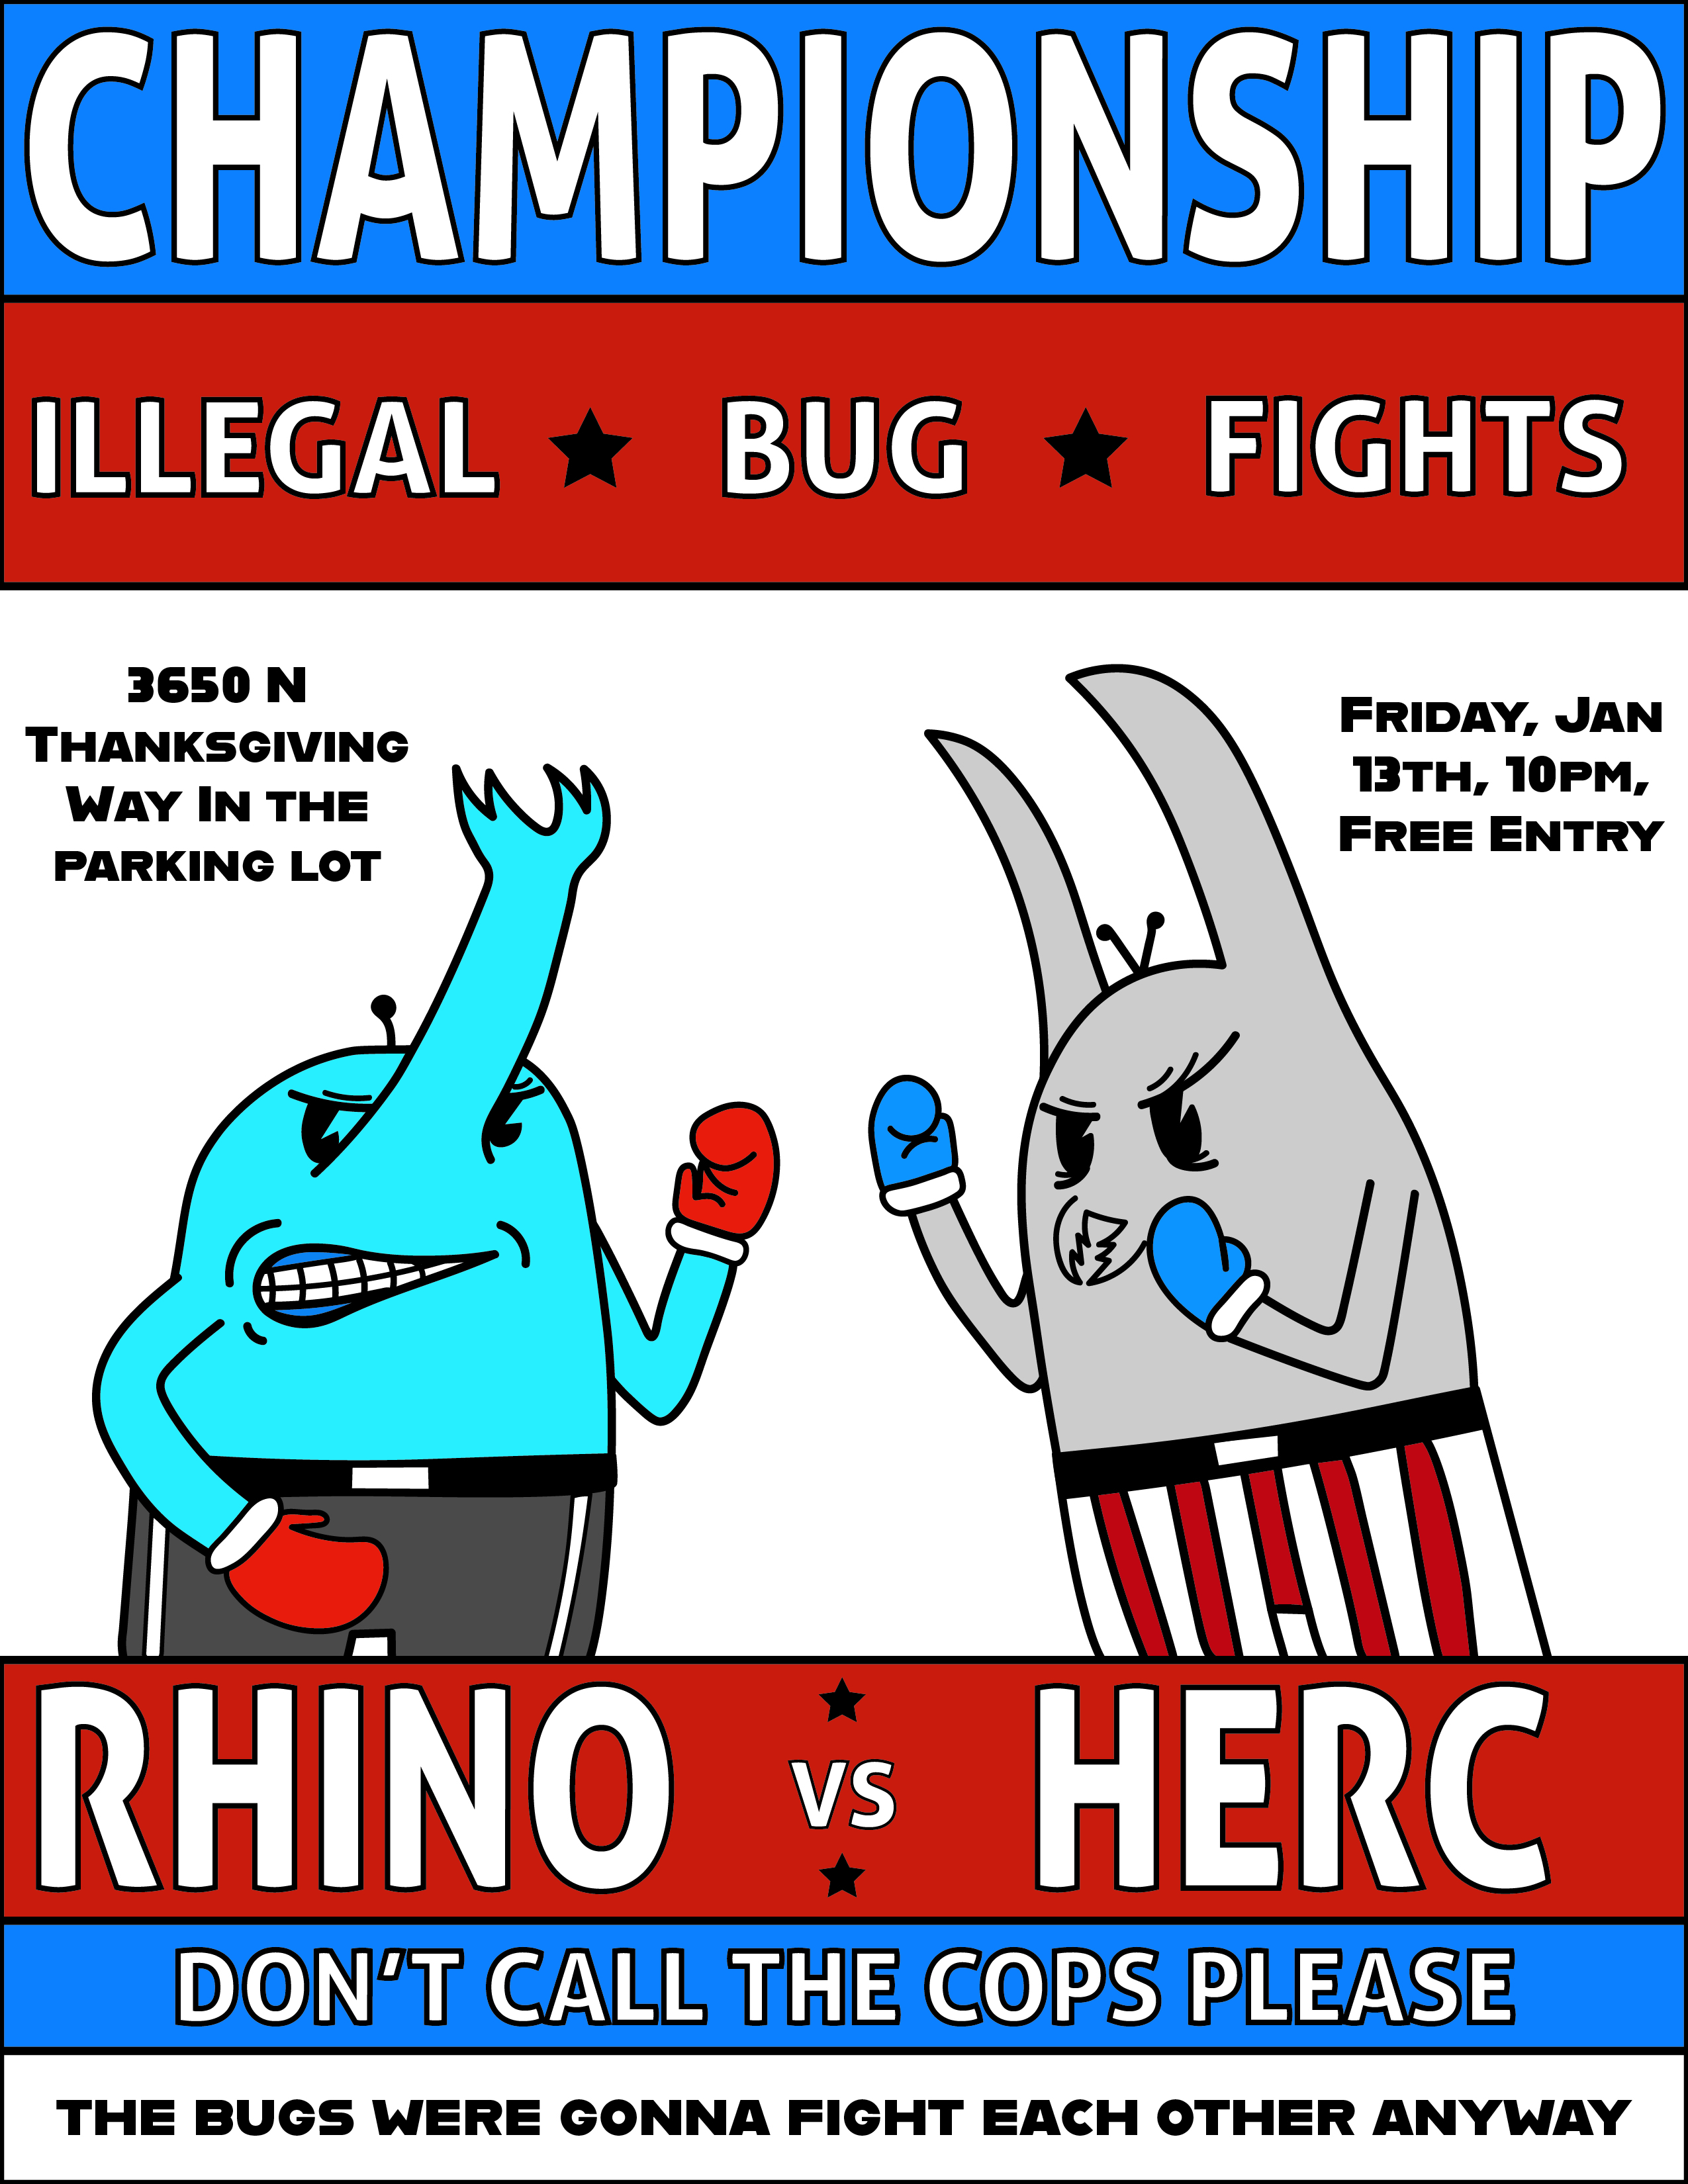 CHAMPIONSHIP
ILLEGAL ★ BUG ★ FIGHTS
3650 N
THANKSGIVING
WAY IN THE
PARKING LOT
FRIDAY, JAN
13TH, 10PM,
FREE ENTRY
RHINO VS HERC
DON'T CALL THE COPS PLEASE
THE BUGS WERE GONNA FIGHT EACH OTHER ANYWAY